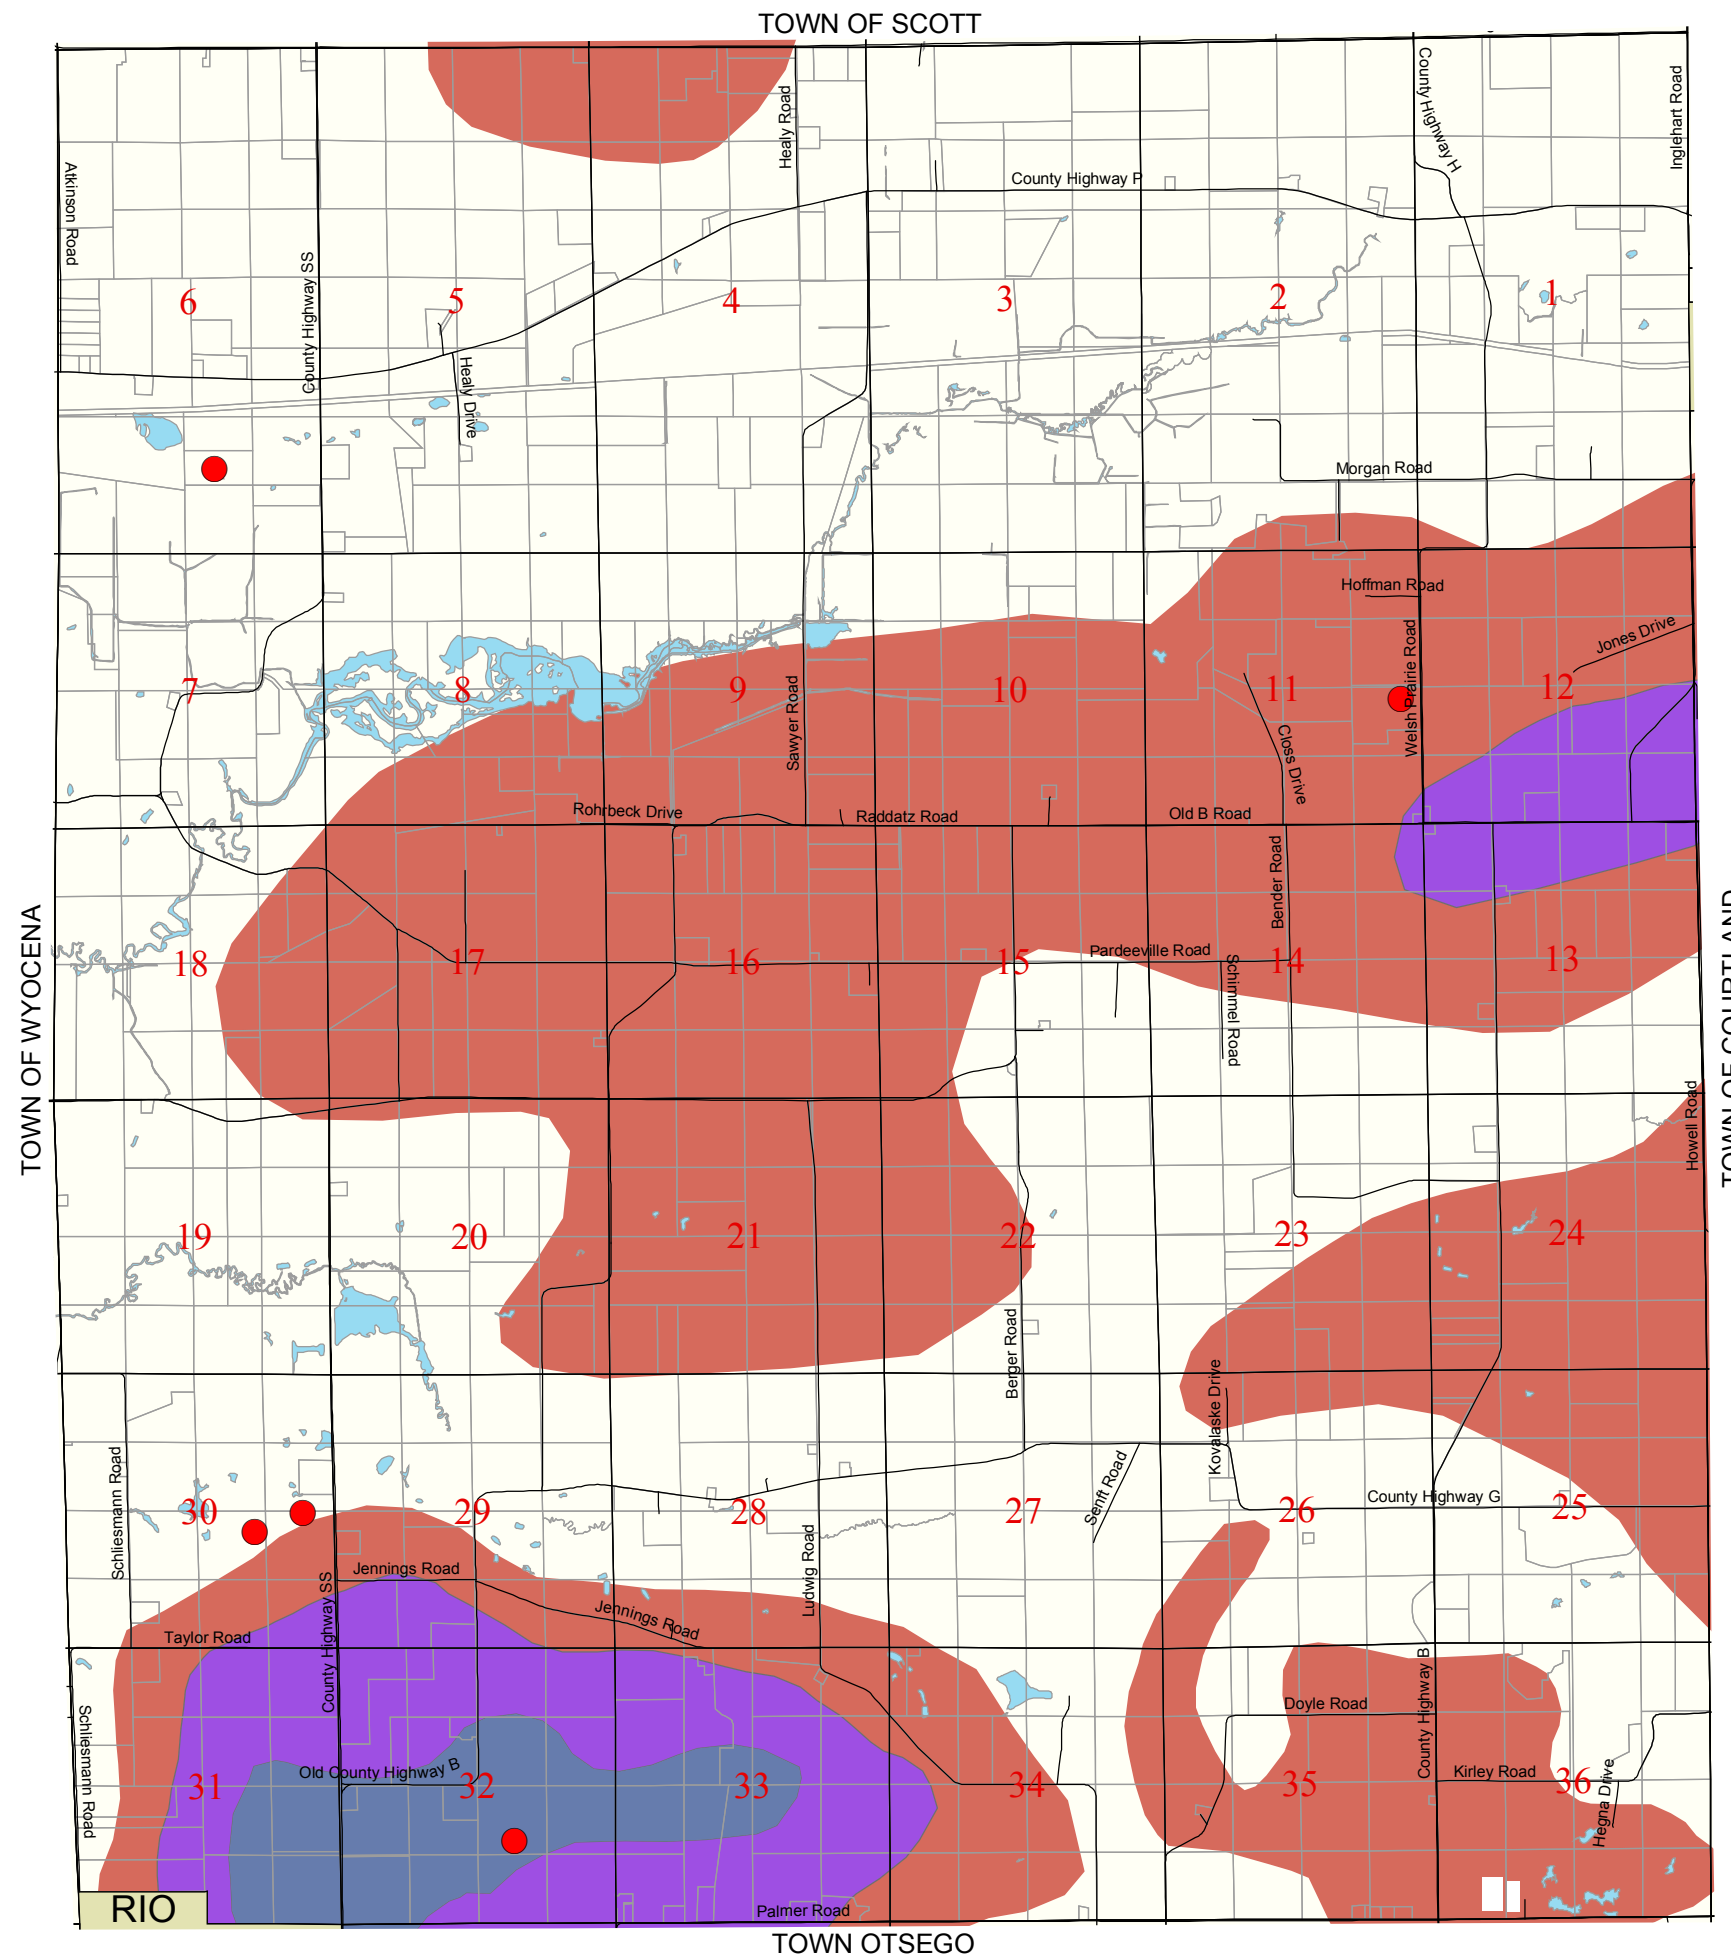 TOWN OF SCOTT
Atkinson Road
County Highway SS
Healy Road
County Highway P
County Highway H
Inglehart Road
6
5
4
3
2
1
Healy Drive
Morgan Road
Hoffman Road
Jones Drive
Welsh Prairie Road
7
8
9
10
11
12
Sawyer Road
Closs Drive
Rohrbeck Drive
Raddatz Road
Old B Road
Bender Road
TOWN OF WYOCENA
TOWN OF COURTLAND
Pardeeville Road
18
17
16
15
14
13
Schimmel Road
Howell Road
19
20
21
22
23
24
Berger Road
Kovalaske Drive
Schliesmann Road
Senft Road
County Highway G
30
29
28
27
26
25
Jennings Road
Ludwig Road
County Highway SS
Jennings Road
Taylor Road
County Highway B
Doyle Road
Schliesmann Road
Old County Highway B
Kirley Road
31
32
33
34
35
36
Hegna Drive
RIO
Palmer Road
TOWN OTSEGO